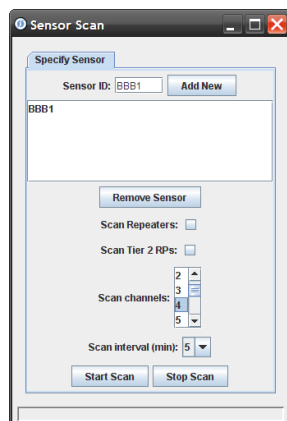 Sensor Scan
Specify Sensor
Sensor ID: BBB1 Add New
BBB1
Remove Sensor
Scan Repeaters:
Scan Tier 2 RPs:
Scan channels: 2
3
4
5
Scan interval (min): 5
Start Scan Stop Scan